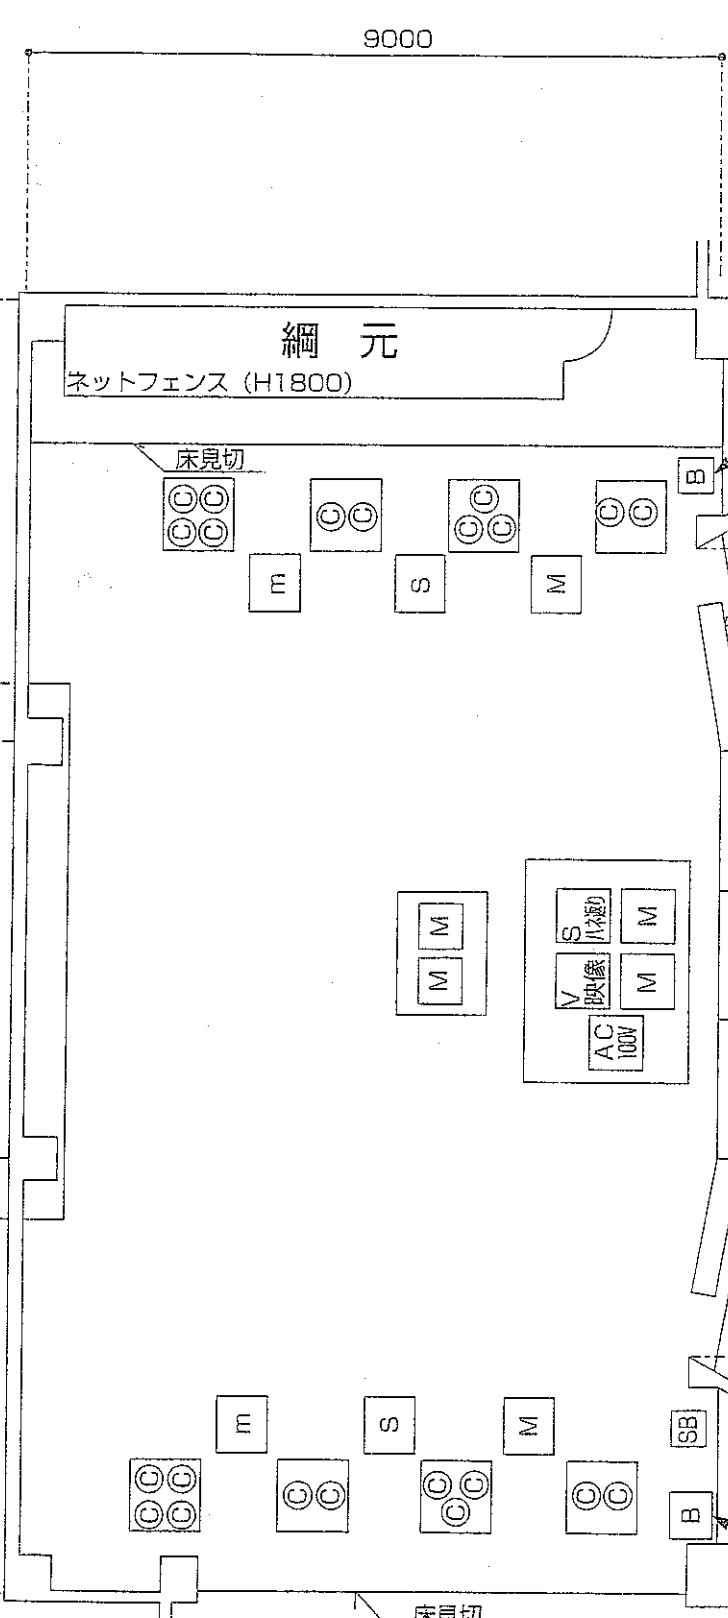 9000
綱 元
ネットフェンス (H1800)
床見切
B
Ⓒ Ⓒ Ⓒ Ⓒ
Ⓒ Ⓒ
Ⓒ Ⓒ Ⓒ
Ⓒ Ⓒ
m
S
M
M
M
S ハネ返り
M
V 映像
M
AC 100V
m
S
M
SB
Ⓒ Ⓒ Ⓒ Ⓒ
Ⓒ Ⓒ
Ⓒ Ⓒ Ⓒ
Ⓒ Ⓒ
B
床見切